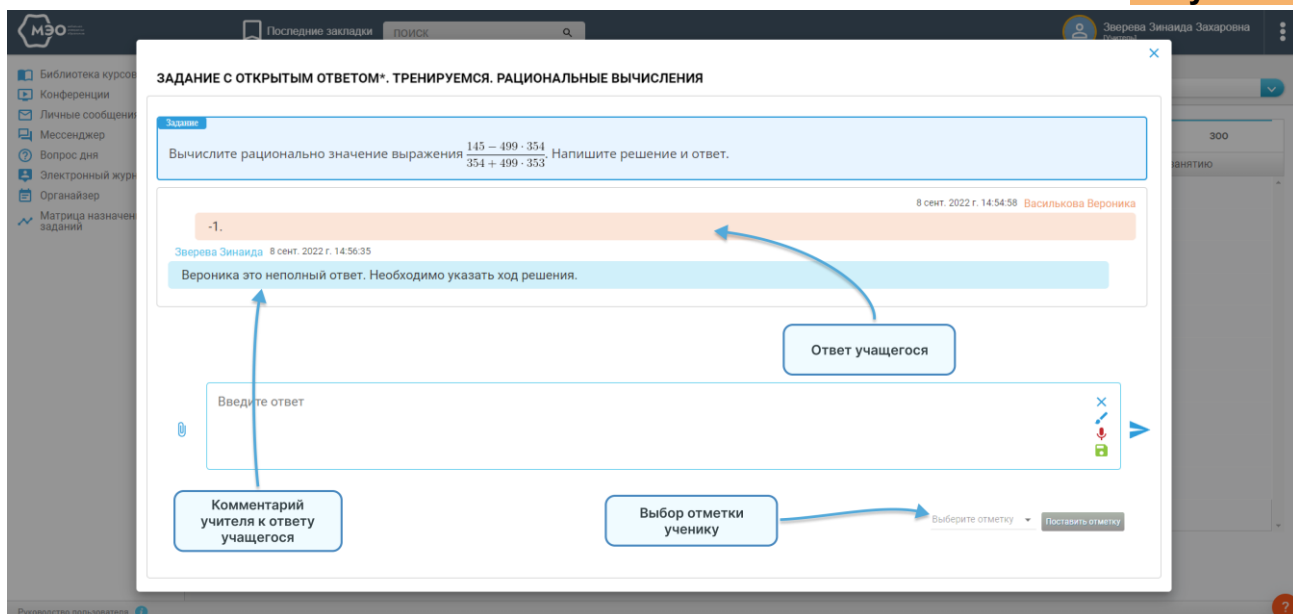 МЭО
Последние закладки
ПОИСК
Зверева Зинаида Захаровна
Библиотека курсов
Конференции
Личные сообщения
Мессенджер
Вопрос дня
Электронный журн
Органайзер
Матрица назначен
заданий
ЗАДАНИЕ С ОТКРЫТЫМ ОТВЕТОМ*. ТРЕНИРУЕМСЯ. РАЦИОНАЛЬНЫЕ ВЫЧИСЛЕНИЯ
Задание
Вычислите рационально значение выражения (145 − 499 · 354)/(354 + 499 · 353). Напишите решение и ответ.
8 сент. 2022 г. 14:54:58 Василькова Вероника
-1.
Зверева Зинаида 8 сент. 2022 г. 14:56:35
Вероника это неполный ответ. Необходимо указать ход решения.
Ответ учащегося
Введите ответ
Комментарий
учителя к ответу
учащегося
Выбор отметки
ученику
Выберите отметку
Поставить отметку
ЗОО
занятию
Руководство пользователя
?